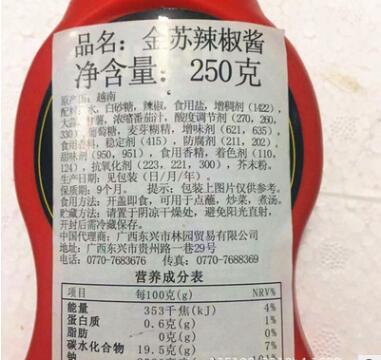 品名：金苏辣椒酱
净含量：250克
原产国：越南
配料：水，白砂糖，辣椒，食用盐，增稠剂（1422），
大蒜，甘薯，浓缩番茄汁，酸度调节剂（270，260，
330），葡萄糖，麦芽糊精，增味剂（621，635），
食用香料，稳定剂（415），防腐剂（211，202），
甜味剂（950，951），食用香精，着色剂（110，
124），抗氧化剂（223，221，300），芥末粉．
生产日期：见包装（日/月/年）．
保质期：9个月． 提示：包装上图片仅供参考．
食用方法：开盖即食，可用于点蘸，炒菜，煮汤．
贮藏方法：请置于阴凉干燥处，避免阳光直射，
开封后需冷藏保存．
中国代理商：广西东兴市林园贸易有限公司
地址：广西东兴市贵州路一巷29号
电话：0770-7683676 传真：0770-7688369
营养成分表
项目 每100克(g) NRV%
能量 353千焦(kJ) 4%
蛋白质 0.6克(g) 1%
脂肪 0克(g) 0%
碳水化合物 19.5克(g) 7%
钠